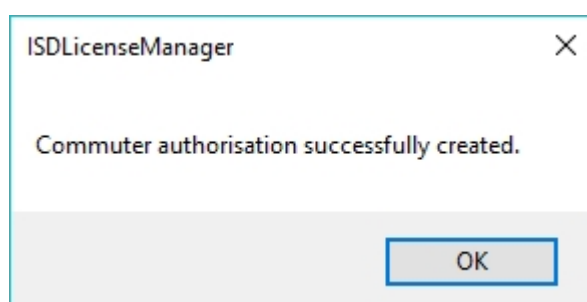 ISDLicenseManager
Commuter authorisation successfully created.
OK